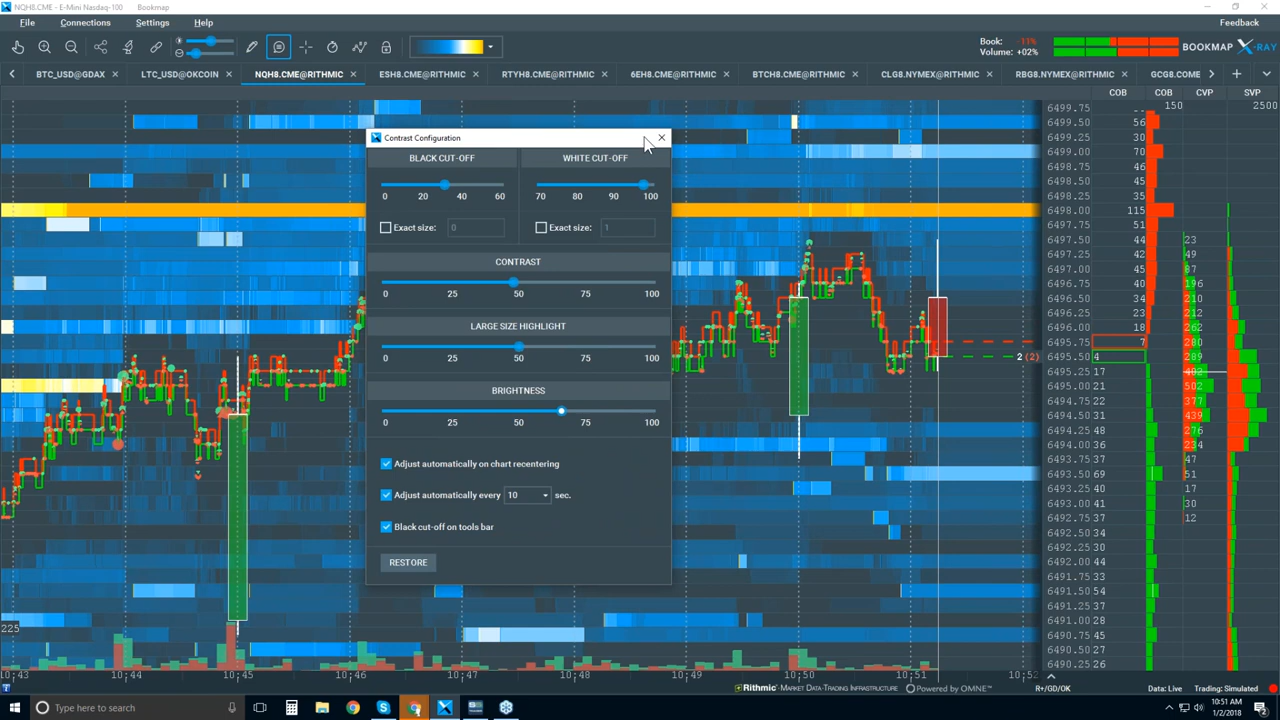 NQH8.CME - E-Mini Nasdaq-100    Bookmap
File Connections Settings Help Feedback
Book: -11%
Volume: +02%
BOOKMAP X-RAY
BTC_USD@GDAX LTC_USD@OKCOIN NQH8.CME@RITHMIC ESH8.CME@RITHMIC RTYH8.CME@RITHMIC 6EH8.CME@RITHMIC BTCH8.CME@RITHMIC CLG8.NYMEX@RITHMIC RBG8.NYMEX@RITHMIC GCG8.COME
COB COB CVP SVP
150 2500
Contrast Configuration
BLACK CUT-OFF WHITE CUT-OFF
0 20 40 60 70 80 90 100
Exact size: 0 Exact size: 1
CONTRAST
0 25 50 75 100
LARGE SIZE HIGHLIGHT
0 25 50 75 100
BRIGHTNESS
0 25 50 75 100
Adjust automatically on chart recentering
Adjust automatically every 10 sec.
Black cut-off on tools bar
RESTORE
6499.75
6499.50 56
6499.25 30
6499.00 70
6498.75 46
6498.50 45
6498.25 35
6498.00 115
6497.75 51
6497.50 44 23
6497.25 42 49
6497.00 45 87
6496.75 40 196
6496.50 34 210
6496.25 23 212
6496.00 18 262
6495.75 7 280
2 (2) 6495.50 4 289
6495.25 17 402
6495.00 21 502
6494.75 22 377
6494.50 31 439
6494.25 48 276
6494.00 36 234
6493.75 37 47
6493.50 69 51
6493.25 40 17
6493.00 41 30
6492.75 37 12
6492.50 34
6492.25 30
6492.00 44
6491.75 33
6491.50 54
6491.25 37
6491.00 28
6490.75 45
6490.50 27
6490.25 26
225
10:43 10:44 10:45 10:46 10:47 10:48 10:49 10:50 10:51 10:52
Rithmic™ MARKET DATA-TRADING INFRASTRUCTURE Powered by OMNE™ R+/GD/OK Data: Live Trading: Simulated
Type here to search
10:51 AM
1/2/2018
2